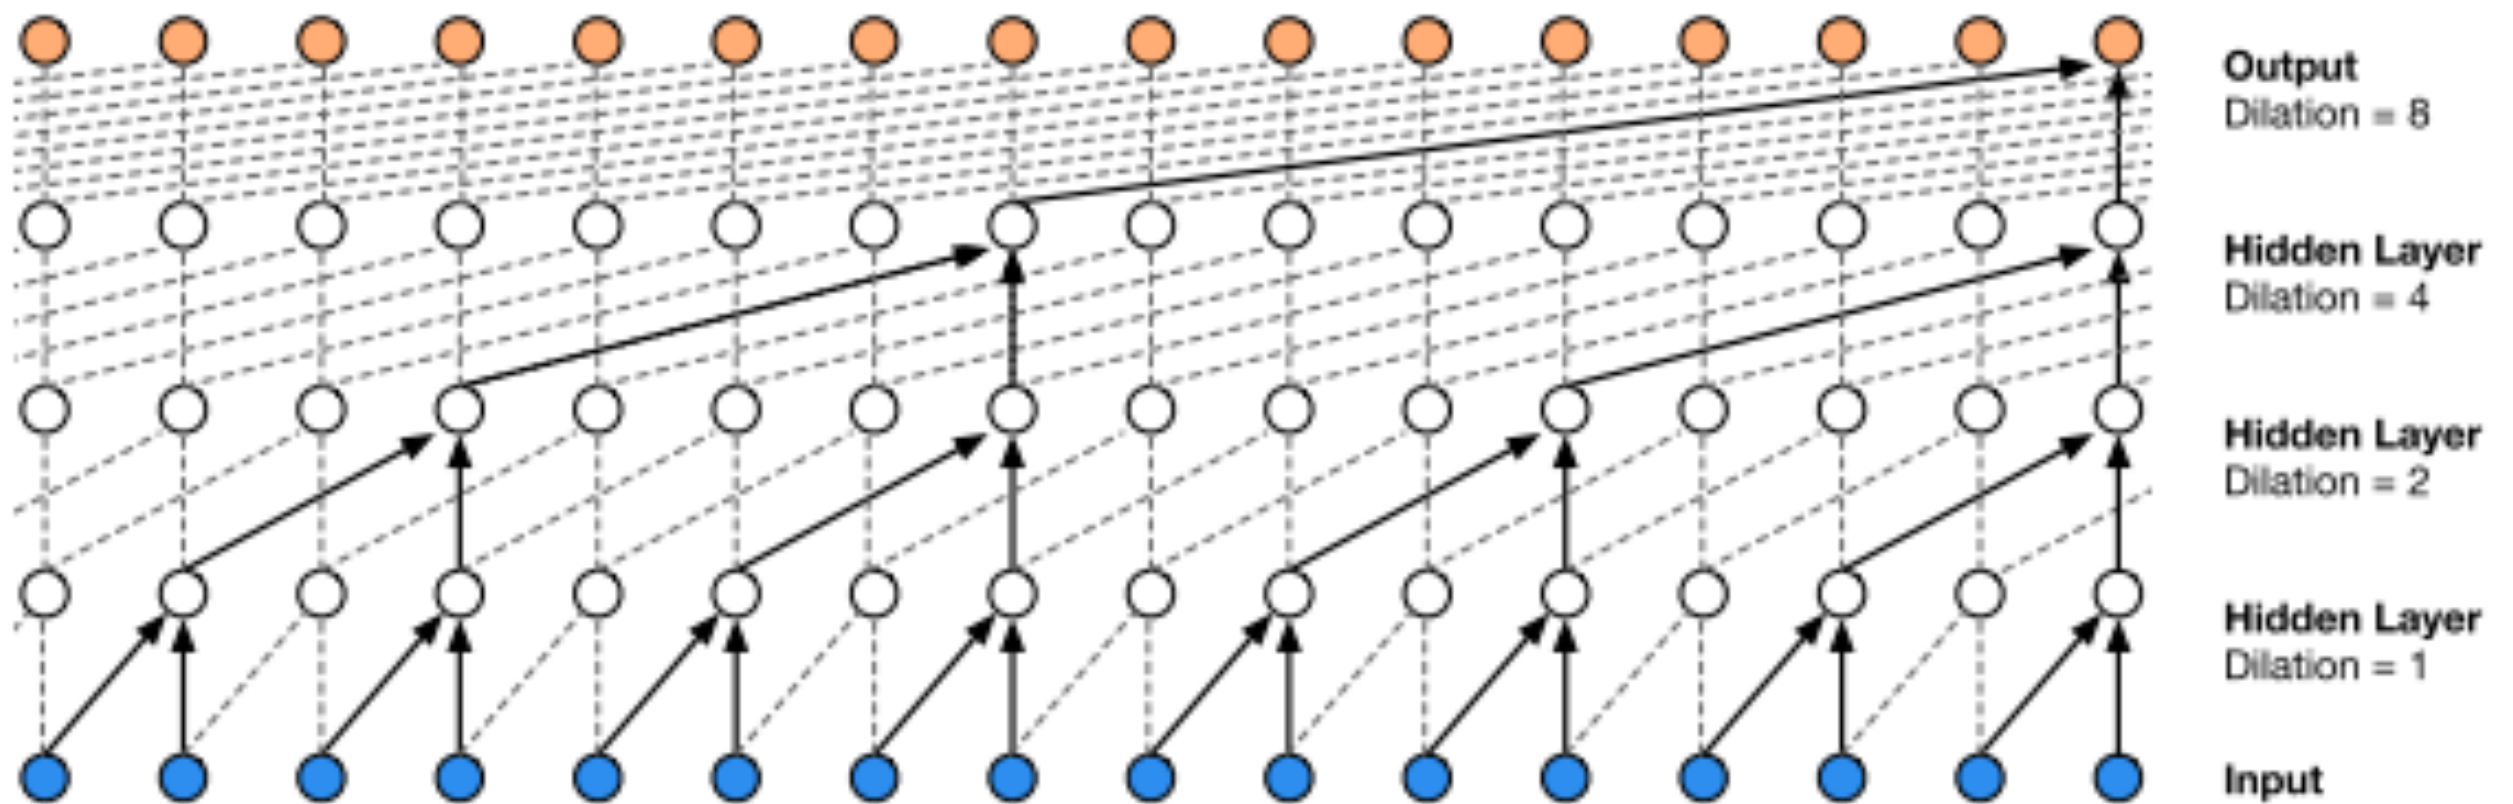 Output
Dilation = 8
Hidden Layer
Dilation = 4
Hidden Layer
Dilation = 2
Hidden Layer
Dilation = 1
Input